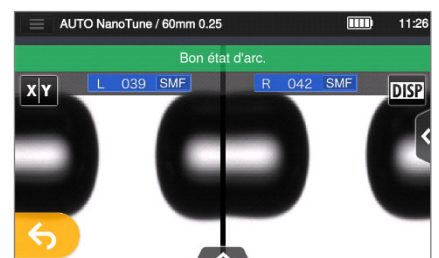 AUTO NanoTune / 60mm 0.25 11:26
Bon état d'arc.
X Y L 039 SMF R 042 SMF DISP